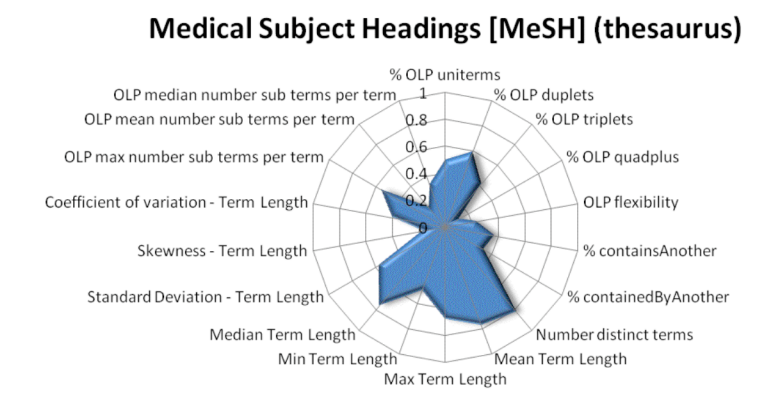 Medical Subject Headings [MeSH] (thesaurus)
% OLP uniterms
OLP median number sub terms per term
1
% OLP duplets
OLP mean number sub terms per term
0.8
% OLP triplets
0.6
OLP max number sub terms per term
% OLP quadplus
0.4
Coefficient of variation - Term Length
0.2
OLP flexibility
0
Skewness - Term Length
% containsAnother
Standard Deviation - Term Length
% containedByAnother
Median Term Length
Number distinct terms
Min Term Length
Mean Term Length
Max Term Length